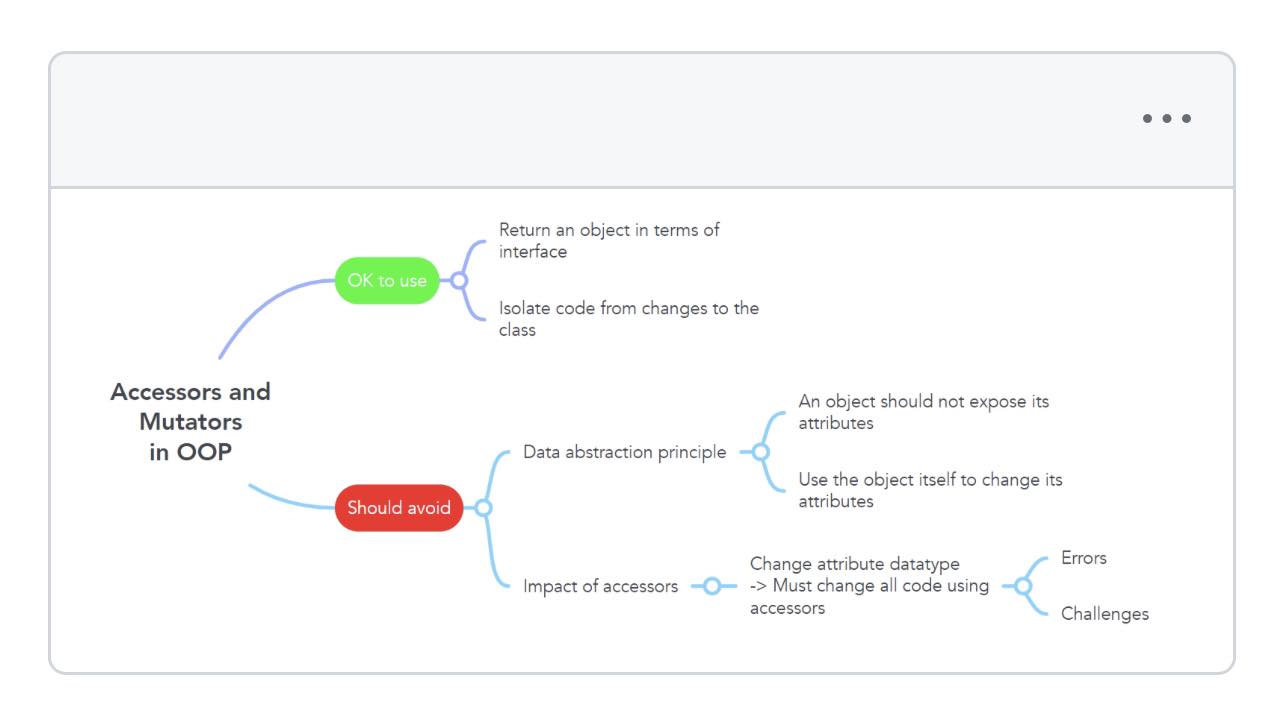 Accessors and
Mutators
in OOP
OK to use
Return an object in terms of
interface
Isolate code from changes to the
class
Should avoid
Data abstraction principle
An object should not expose its
attributes
Use the object itself to change its
attributes
Impact of accessors
Change attribute datatype
-> Must change all code using
accessors
Errors
Challenges